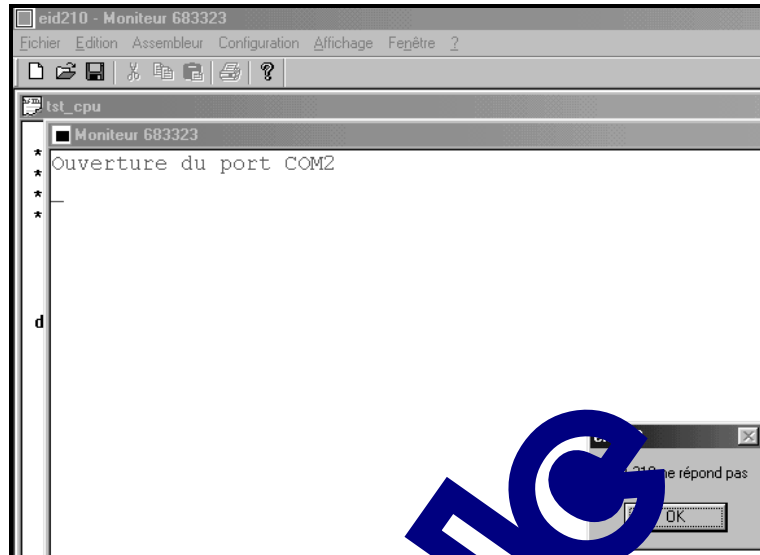 eid210 - Moniteur 683323
Fichier Edition Assembleur Configuration Affichage Fenêtre ?
tst_cpu
Moniteur 683323
*
Ouverture du port COM2
*
*
*
d
210 ne répond pas
OK